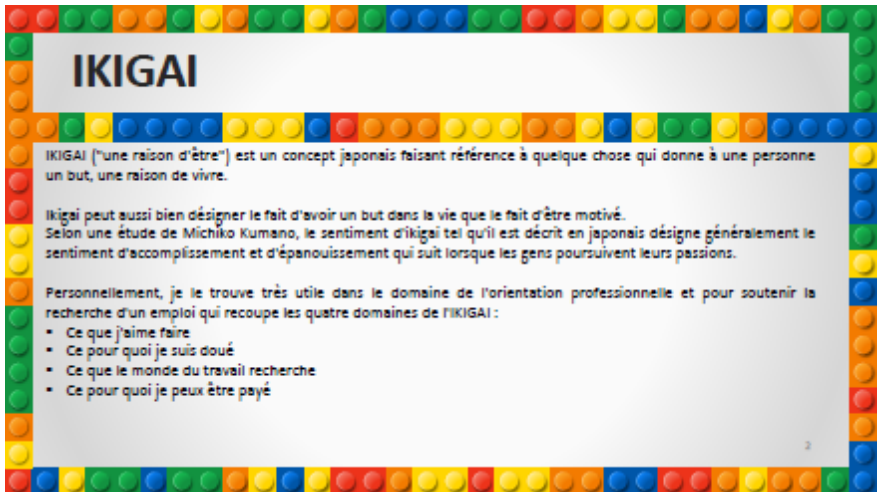 IKIGAI
IKIGAI ("une raison d'être") est un concept japonais faisant référence à quelque chose qui donne à une personne
un but, une raison de vivre.
Ikigai peut aussi bien désigner le fait d'avoir un but dans la vie que le fait d'être motivé.
Selon une étude de Michiko Kumano, le sentiment d'ikigai tel qu'il est décrit en japonais désigne généralement le
sentiment d'accomplissement et d'épanouissement qui suit lorsque les gens poursuivent leurs passions.
Personnellement, je le trouve très utile dans le domaine de l'orientation professionnelle et pour soutenir la
recherche d'un emploi qui recoupe les quatre domaines de l'IKIGAI :
▪ Ce que j'aime faire
▪ Ce pour quoi je suis doué
▪ Ce que le monde du travail recherche
▪ Ce pour quoi je peux être payé
2